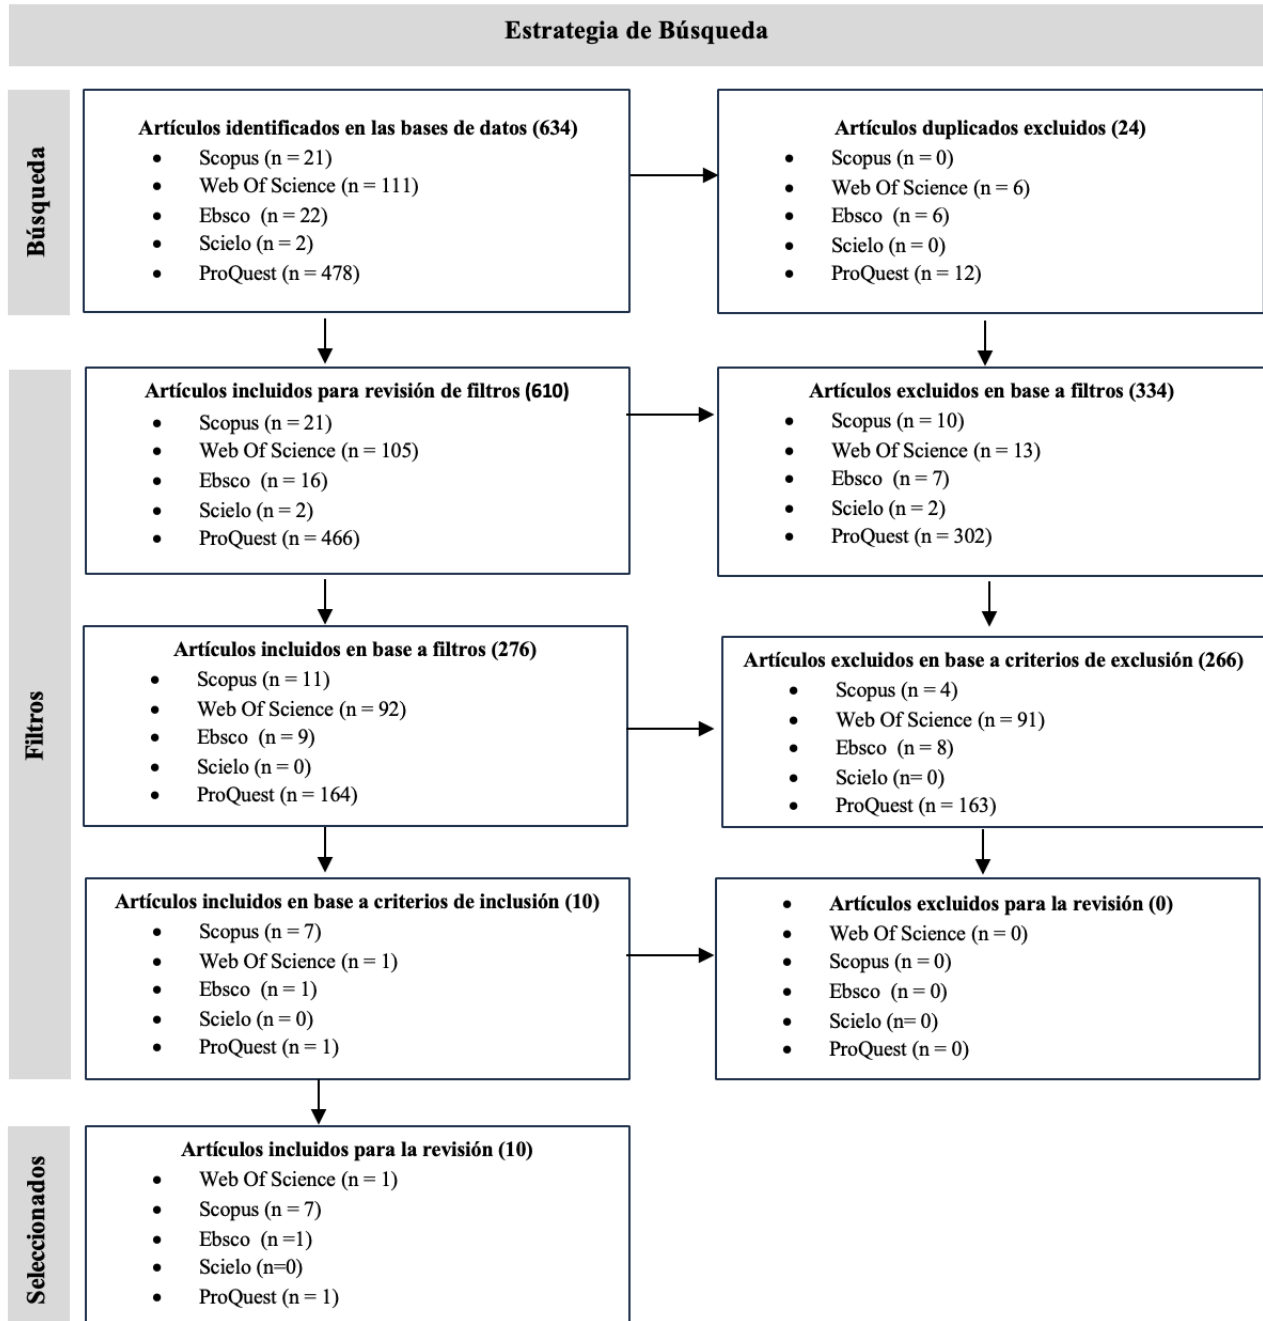 Estrategia de Búsqueda
Búsqueda
Artículos identificados en las bases de datos (634)
• Scopus (n = 21)
• Web Of Science (n = 111)
• Ebsco (n = 22)
• Scielo (n = 2)
• ProQuest (n = 478)
Artículos duplicados excluidos (24)
• Scopus (n = 0)
• Web Of Science (n = 6)
• Ebsco (n = 6)
• Scielo (n = 0)
• ProQuest (n = 12)
Filtros
Artículos incluidos para revisión de filtros (610)
• Scopus (n = 21)
• Web Of Science (n = 105)
• Ebsco (n = 16)
• Scielo (n = 2)
• ProQuest (n = 466)
Artículos excluidos en base a filtros (334)
• Scopus (n = 10)
• Web Of Science (n = 13)
• Ebsco (n = 7)
• Scielo (n = 2)
• ProQuest (n = 302)
Artículos incluidos en base a filtros (276)
• Scopus (n = 11)
• Web Of Science (n = 92)
• Ebsco (n = 9)
• Scielo (n = 0)
• ProQuest (n = 164)
Artículos excluidos en base a criterios de exclusión (266)
• Scopus (n = 4)
• Web Of Science (n = 91)
• Ebsco (n = 8)
• Scielo (n= 0)
• ProQuest (n = 163)
Artículos incluidos en base a criterios de inclusión (10)
• Scopus (n = 7)
• Web Of Science (n = 1)
• Ebsco (n = 1)
• Scielo (n = 0)
• ProQuest (n = 1)
• Artículos excluidos para la revisión (0)
• Web Of Science (n = 0)
• Scopus (n = 0)
• Ebsco (n = 0)
• Scielo (n= 0)
• ProQuest (n = 0)
Seleccionados
Artículos incluidos para la revisión (10)
• Web Of Science (n = 1)
• Scopus (n = 7)
• Ebsco (n =1)
• Scielo (n=0)
• ProQuest (n = 1)